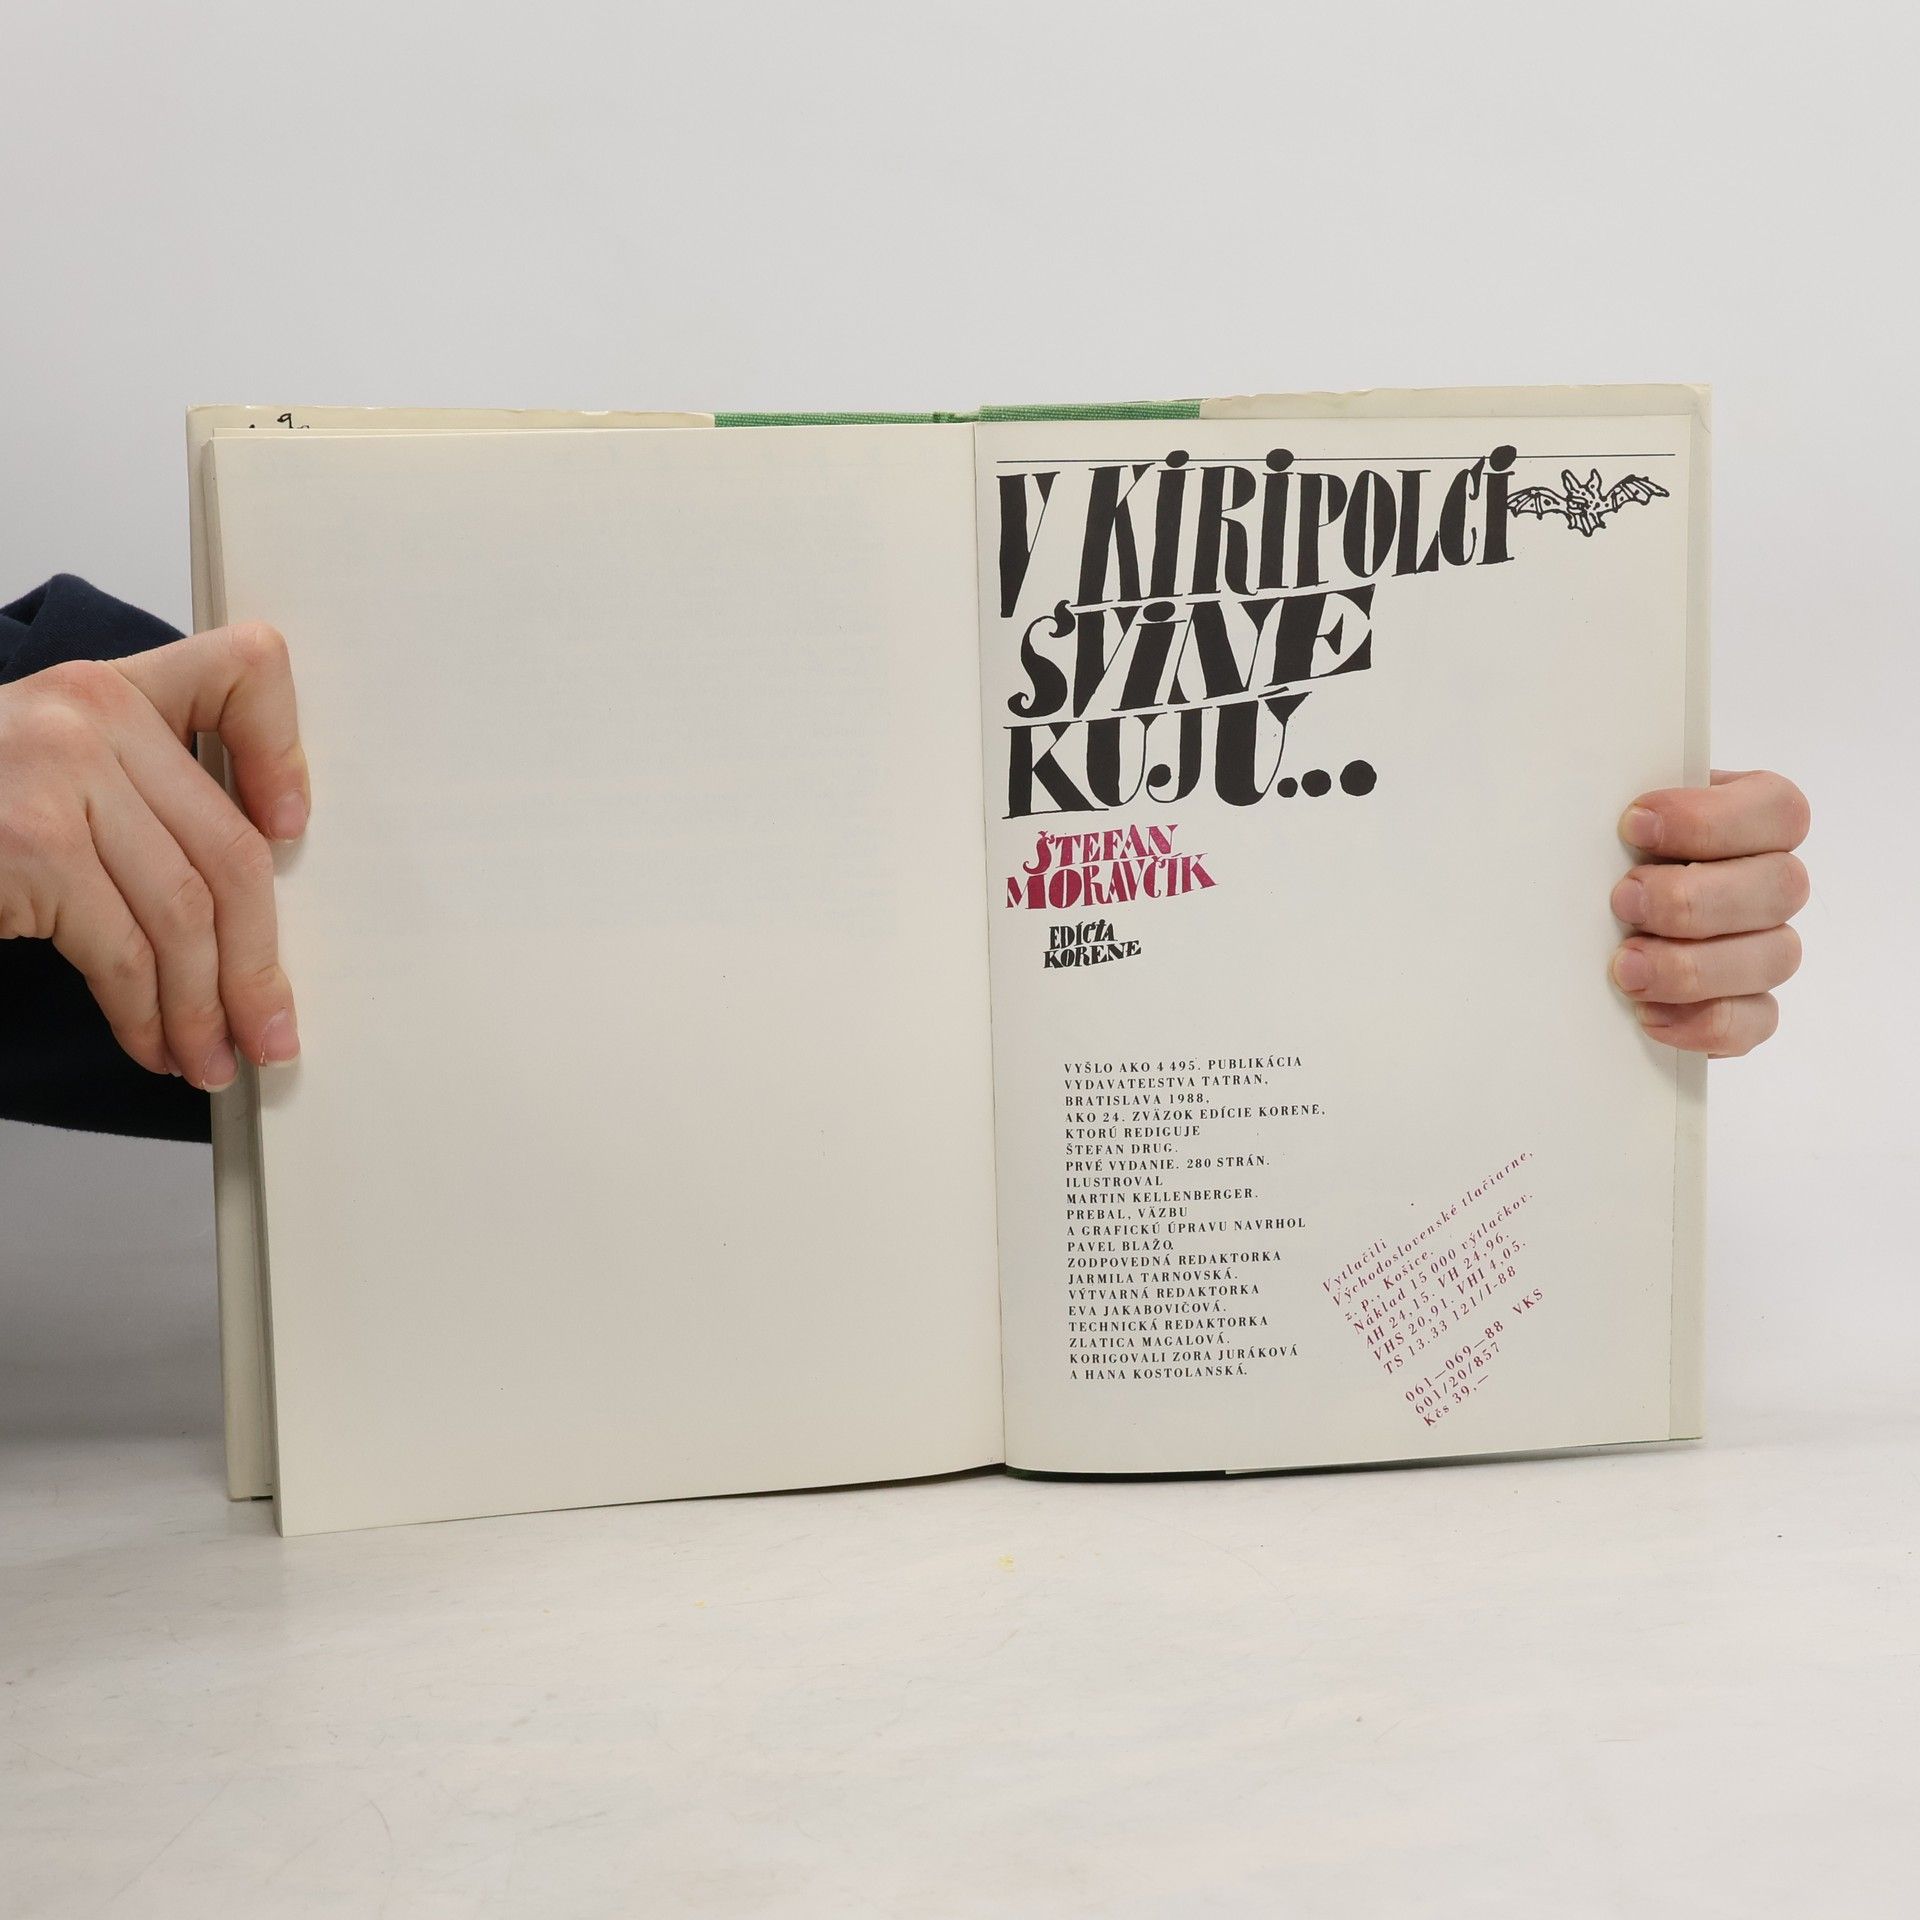 V KIRIPOLCI
SVINE
KUJÚ...
ŠTEFAN
MORAVČÍK
EDÍCIA
KORENE
VYŠLO AKO 4 495. PUBLIKÁCIA
VYDAVATEĽSTVA TATRAN,
BRATISLAVA 1988,
AKO 24. ZVÄZOK EDÍCIE KORENE,
KTORÚ REDIGUJE
ŠTEFAN DRUG.
PRVÉ VYDANIE. 280 STRÁN.
ILUSTROVAL
MARTIN KELLENBERGER.
PREBAL, VÄZBU
A GRAFICKÚ ÚPRAVU NAVRHOL
PAVEL BLAŽO.
ZODPOVEDNÁ REDAKTORKA
JARMILA TARNOVSKÁ.
VÝTVARNÁ REDAKTORKA
EVA JAKABOVIČOVÁ.
TECHNICKÁ REDAKTORKA
ZLATICA MAGALOVÁ.
KORIGOVALI ZORA JURÁKOVÁ
A HANA KOSTOLANSKÁ.
Vytlačili
Východoslovenské tlačiarne,
z. p., Košice.
Náklad 15 000 výtlačkov.
AH 24,15. VH 24,96.
VHS 20,91. VHI 4,05.
TS 13.33 121/I-88
061—069—88 VKS
601/20/857
Kčs 39,—